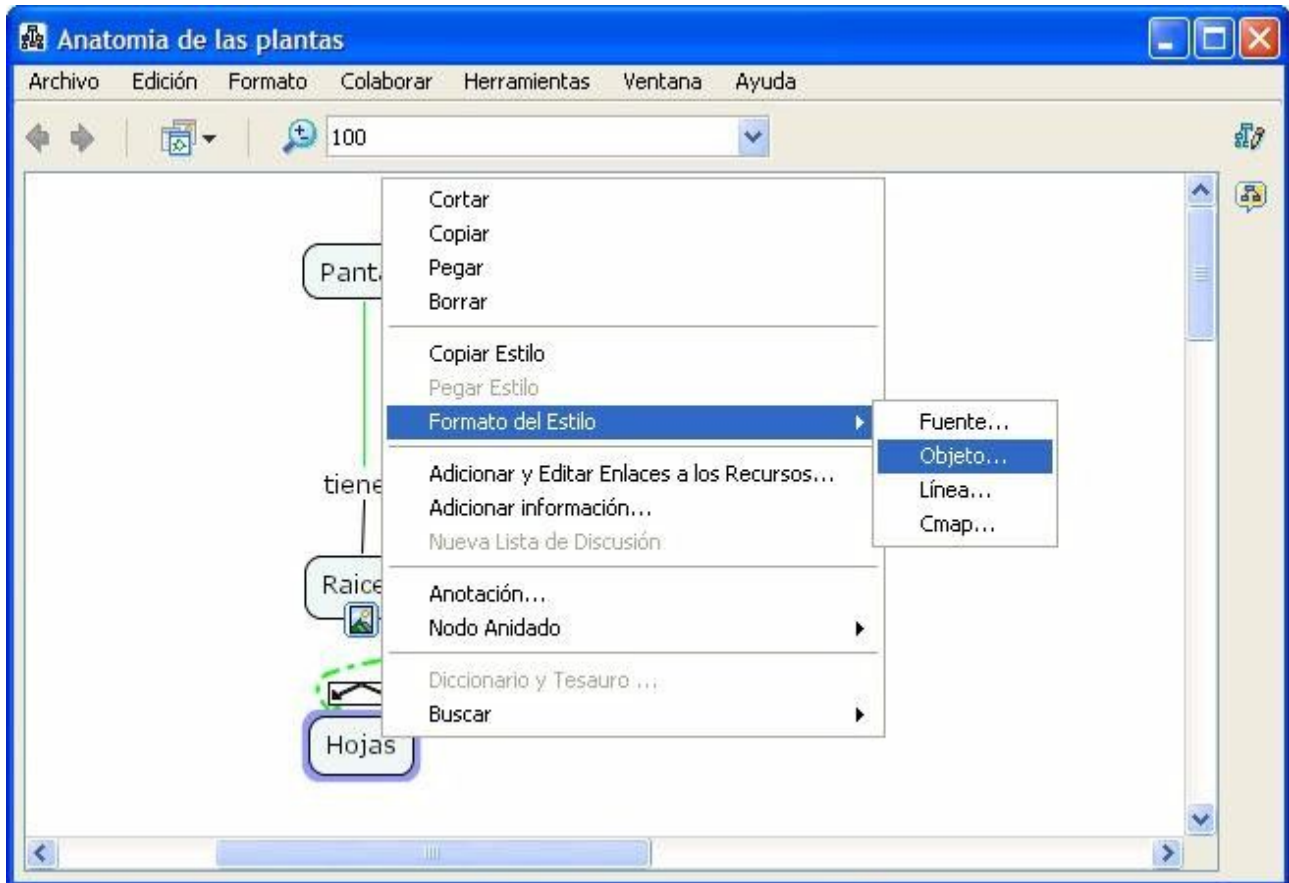 Anatomia de las plantas
Archivo Edición Formato Colaborar Herramientas Ventana Ayuda
100
Cortar
Copiar
Pegar
Borrar
Copiar Estilo
Pegar Estilo
Formato del Estilo
Fuente...
Objeto...
Línea...
Cmap...
Adicionar y Editar Enlaces a los Recursos...
Adicionar información...
Nueva Lista de Discusión
Anotación...
Nodo Anidado
Diccionario y Tesauro ...
Buscar
Panta
tiene
Raice
Hojas